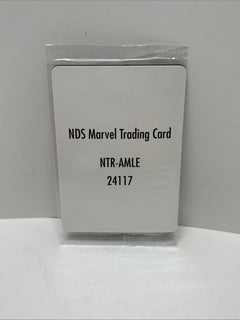 NDS Marvel Trading Card
NTR-AMLE
24117